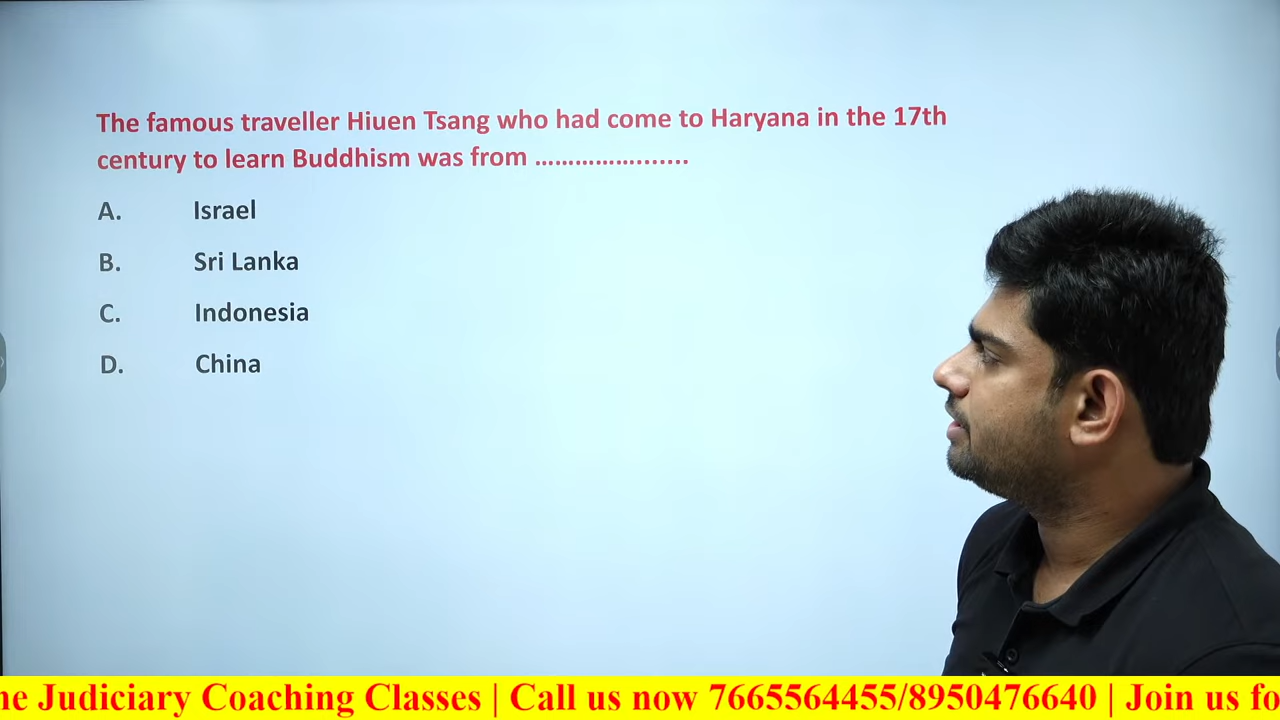 The famous traveller Hiuen Tsang who had come to Haryana in the 17th
century to learn Buddhism was from ......................
A. Israel
B. Sri Lanka
C. Indonesia
D. China
he Judiciary Coaching Classes | Call us now 7665564455/8950476640 | Join us fo